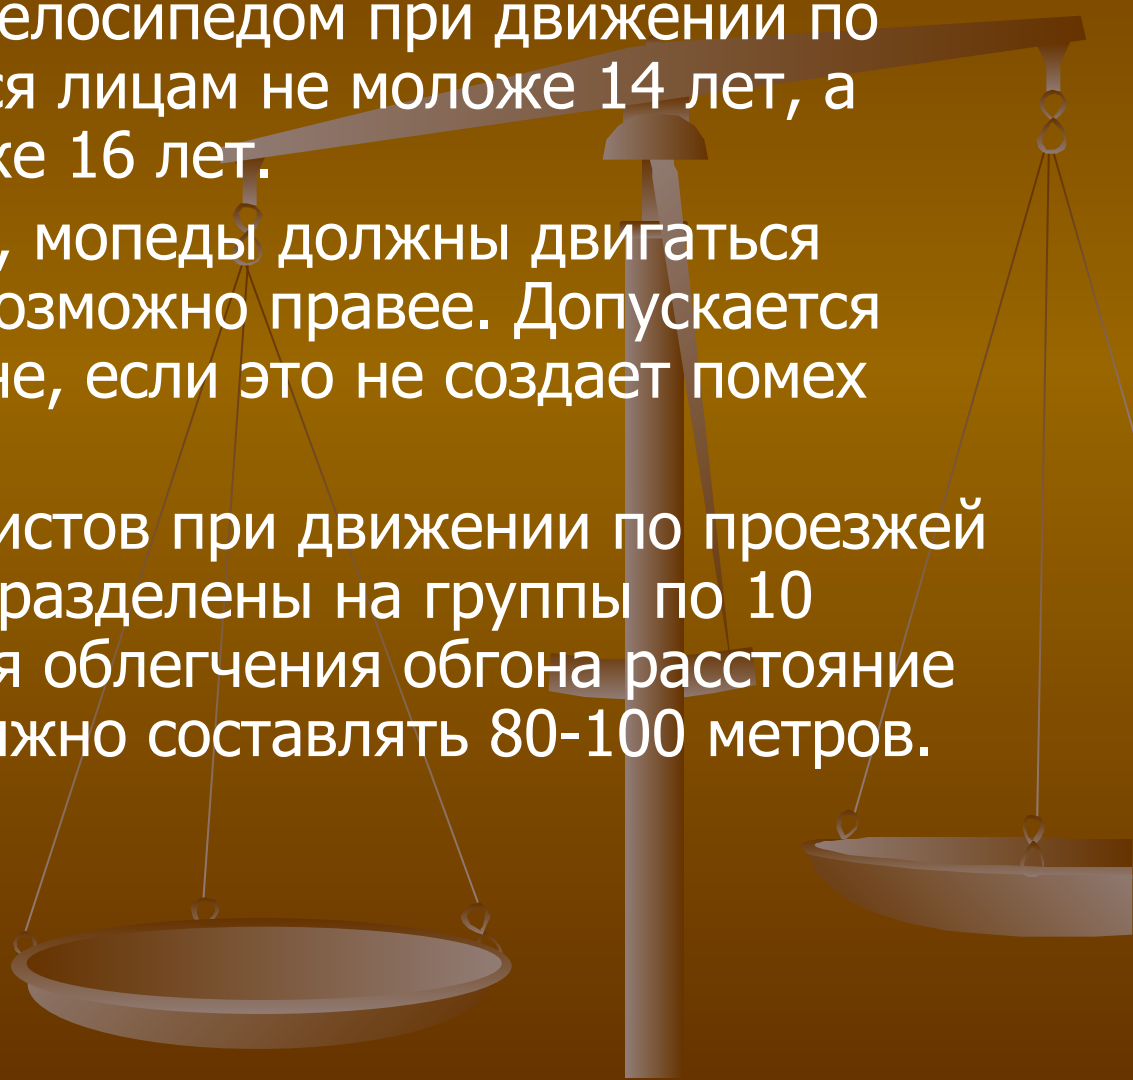 елосипедом при движении по
ся лицам не моложе 14 лет, а
же 16 лет.
, мопеды должны двигаться
озможно правее. Допускается
не, если это не создает помех
истов при движении по проезжей
разделены на группы по 10
я облегчения обгона расстояние
лжно составлять 80-100 метров.